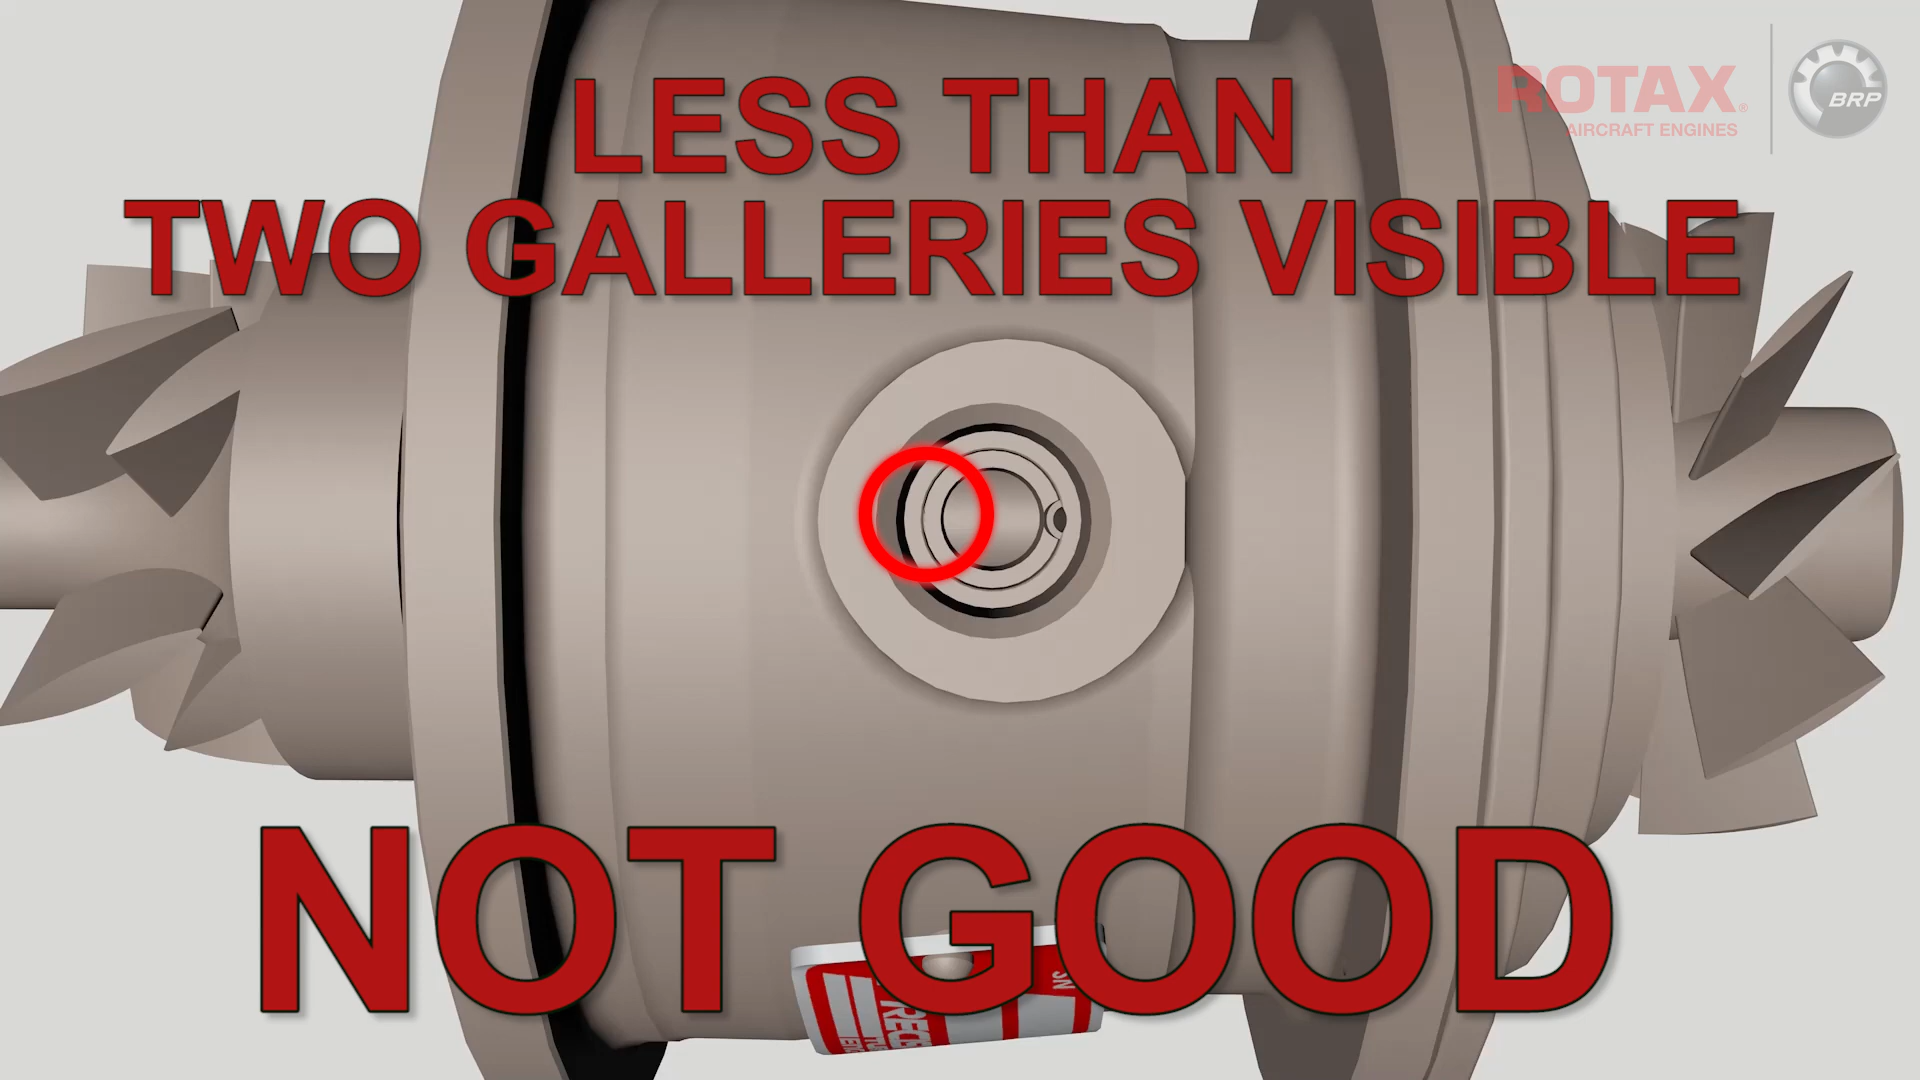 LESS THAN
TWO GALLERIES VISIBLE
ROTAX®
AIRCRAFT ENGINES
BRP
NOT GOOD